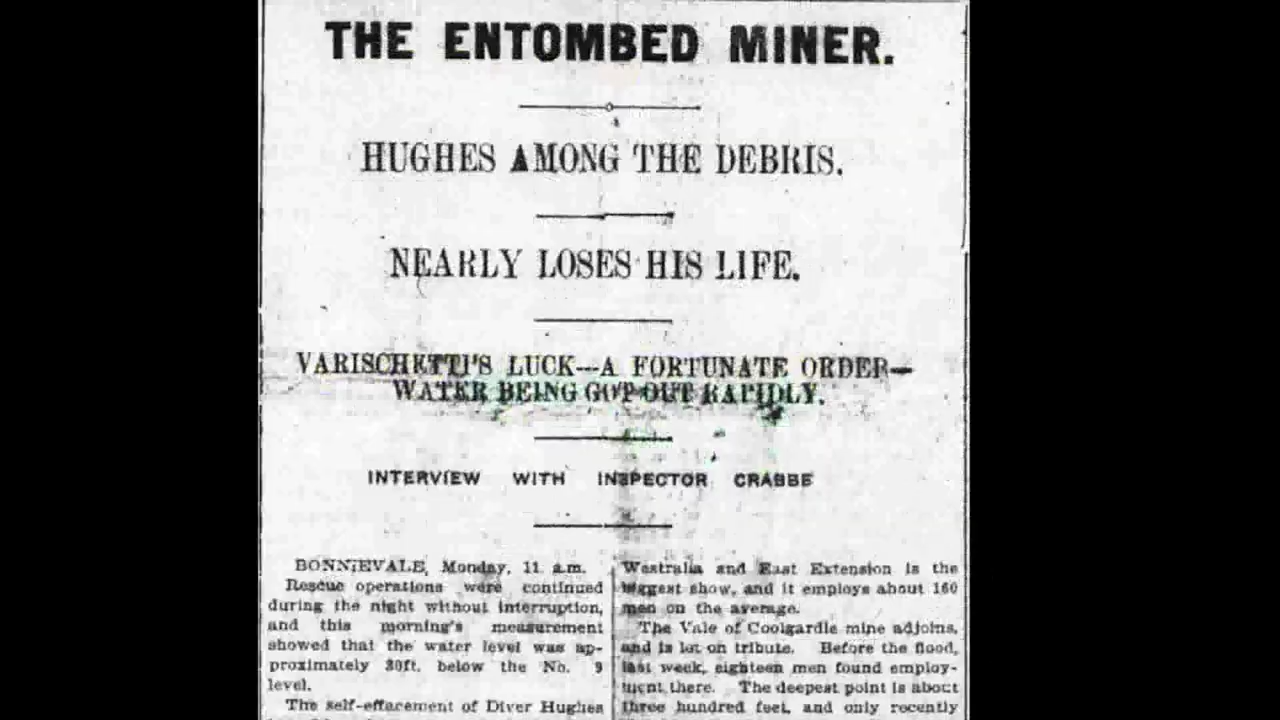 THE ENTOMBED MINER.
HUGHES AMONG THE DEBRIS.
NEARLY LOSES HIS LIFE.
VARISCHETTI'S LUCK--A FORTUNATE ORDER—
WATER BEING GOT OUT RAPIDLY.
INTERVIEW WITH INSPECTOR CRABBE
BONNIEVALE, Monday, 11 a.m.
Rescue operations were continued
during the night without interruption,
and this morning's measurement
showed that the water level was ap-
proximately 30ft. below the No. 9
level.
The self-effacement of Diver Hughes
Westralia and East Extension is the
biggest show, and it employs about 160
men on the average.
The Vale of Coolgardie mine adjoins,
and is let on tribute. Before the flood,
last week, eighteen men found employ-
ment there. The deepest point is about
three hundred feet, and only recently